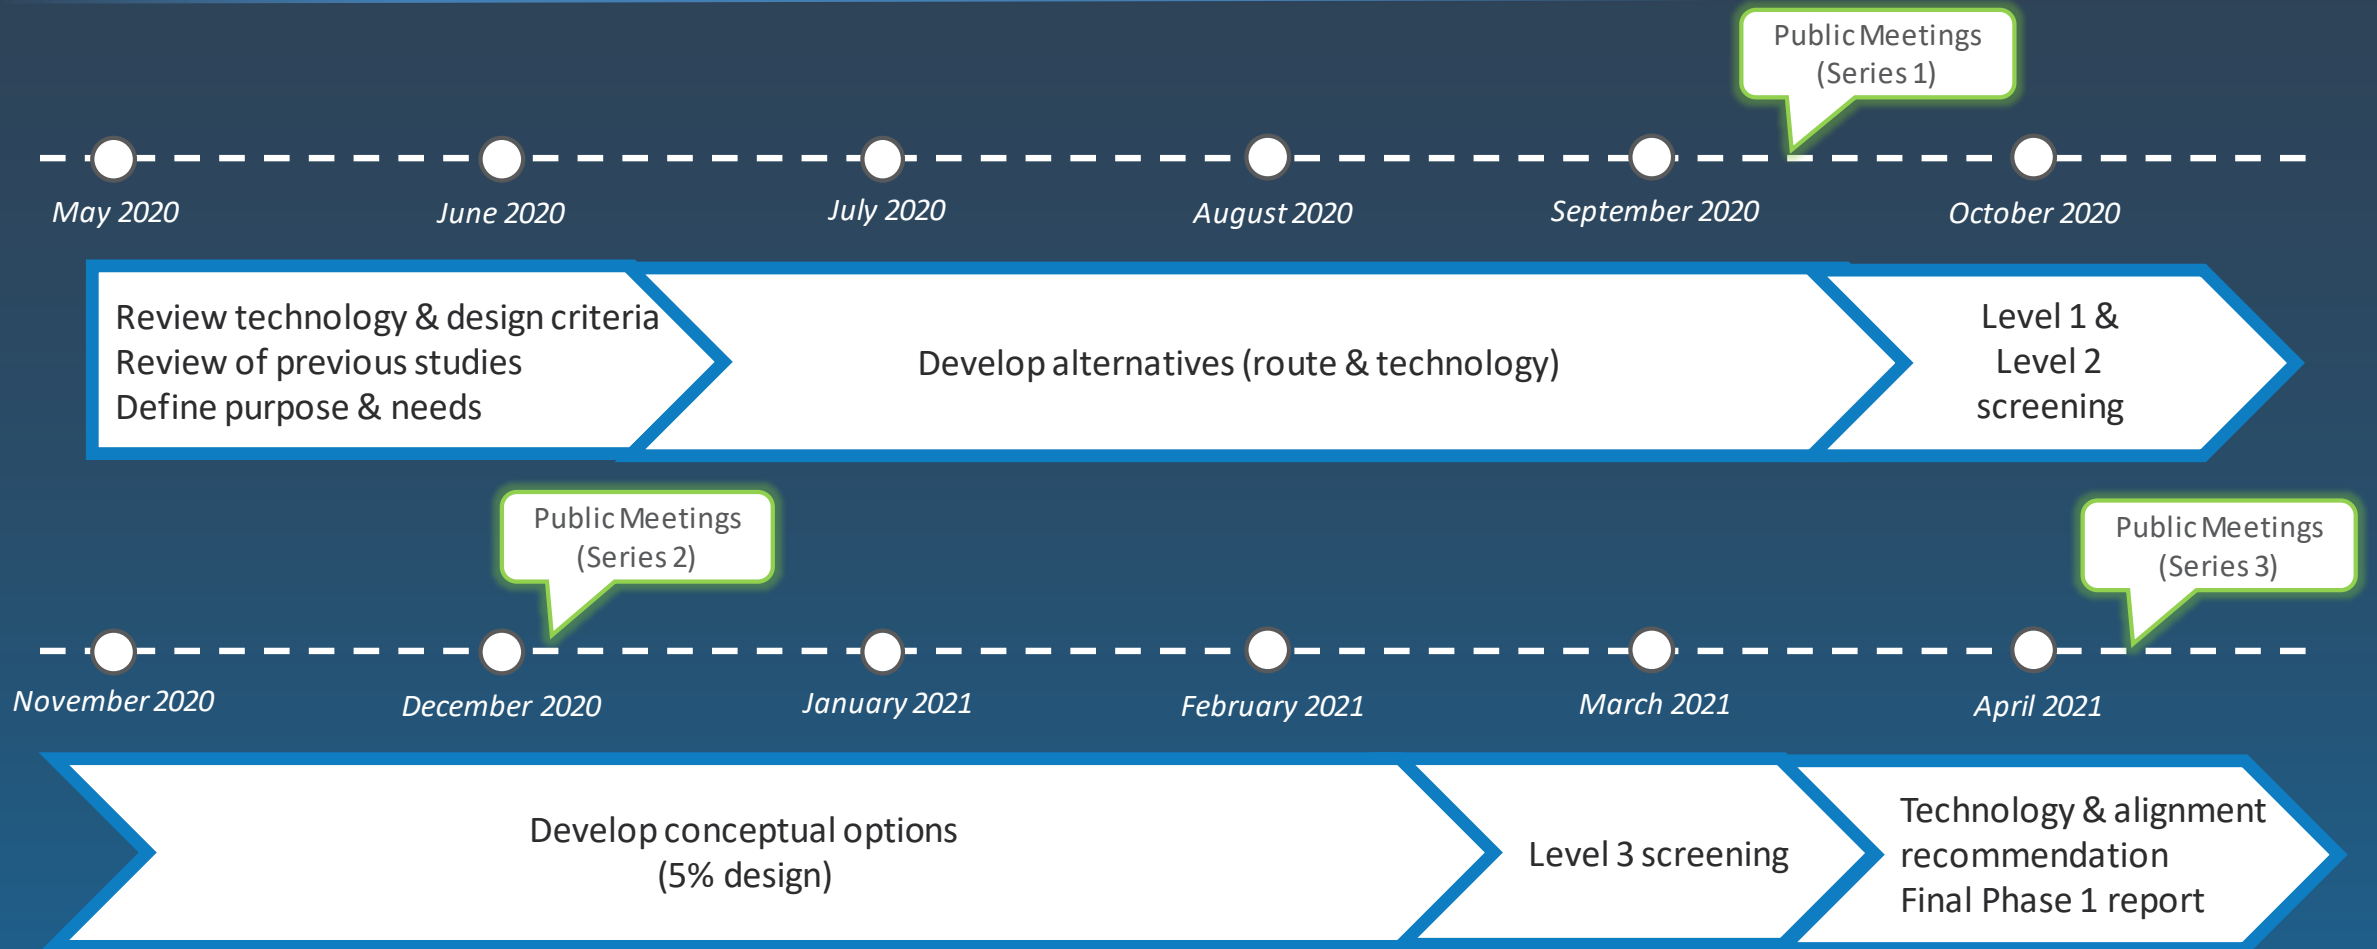 Public Meetings
(Series 1)
May 2020
June 2020
July 2020
August 2020
September 2020
October 2020
Review technology & design criteria
Review of previous studies
Define purpose & needs
Develop alternatives (route & technology)
Level 1 &
Level 2
screening
Public Meetings
(Series 2)
Public Meetings
(Series 3)
November 2020
December 2020
January 2021
February 2021
March 2021
April 2021
Develop conceptual options
(5% design)
Level 3 screening
Technology & alignment
recommendation
Final Phase 1 report